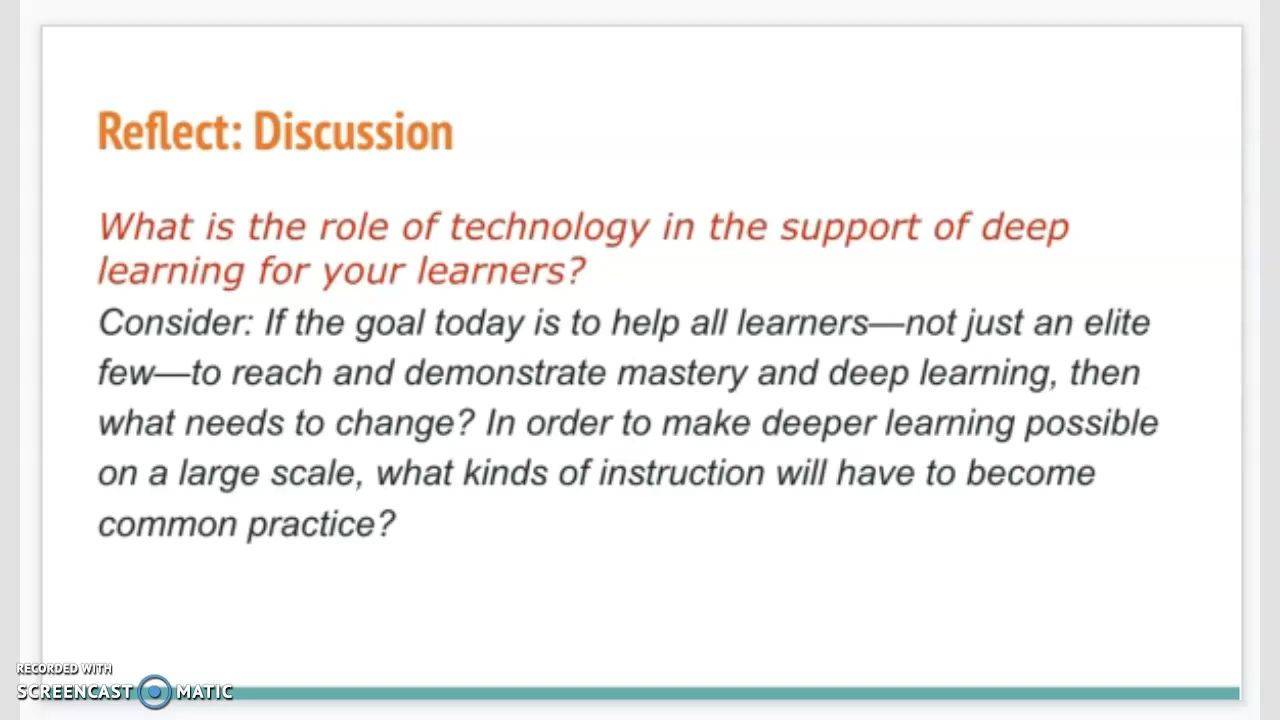 Reflect: Discussion
What is the role of technology in the support of deep
learning for your learners?
Consider: If the goal today is to help all learners—not just an elite
few—to reach and demonstrate mastery and deep learning, then
what needs to change? In order to make deeper learning possible
on a large scale, what kinds of instruction will have to become
common practice?
RECORDED WITH
SCREENCAST MATIC